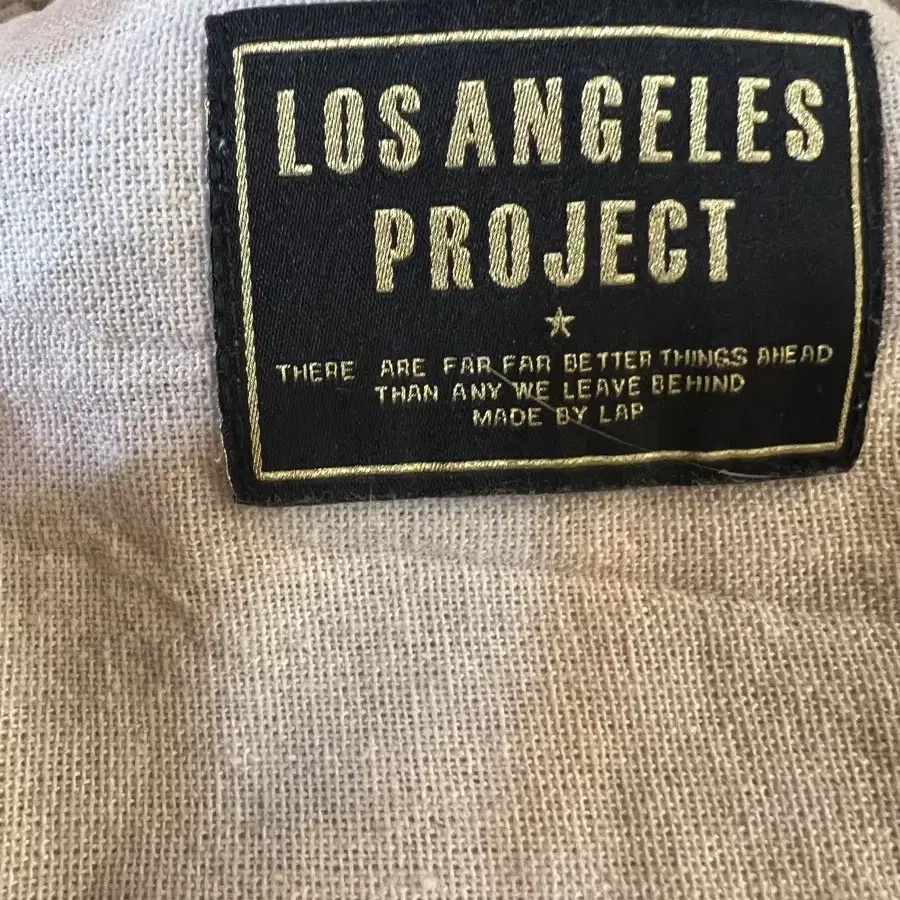 LOS ANGELES
PROJECT
THERE ARE FAR FAR BETTER THINGS AHEAD
THAN ANY WE LEAVE BEHIND
MADE BY LAP